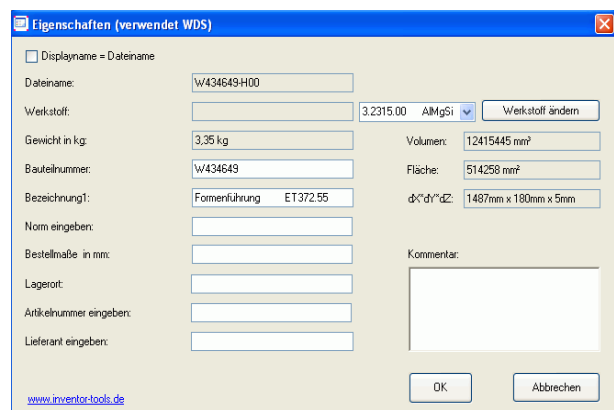 Eigenschaften (verwendet WDS)
Displayname = Dateiname
Dateiname: W434649-H00
Werkstoff: 3.2315.00 AlMgSi Werkstoff ändern
Gewicht in kg: 3,35 kg Volumen: 12415445 mm³
Bauteilnummer: W434649 Fläche: 514258 mm²
Bezeichnung1: Formenführung ET372.55 dX*dY*dZ: 1487mm x 180mm x 5mm
Norm eingeben:
Bestellmaße in mm: Kommentar:
Lagerort:
Artikelnummer eingeben:
Lieferant eingeben:
OK Abbrechen
www.inventor-tools.de